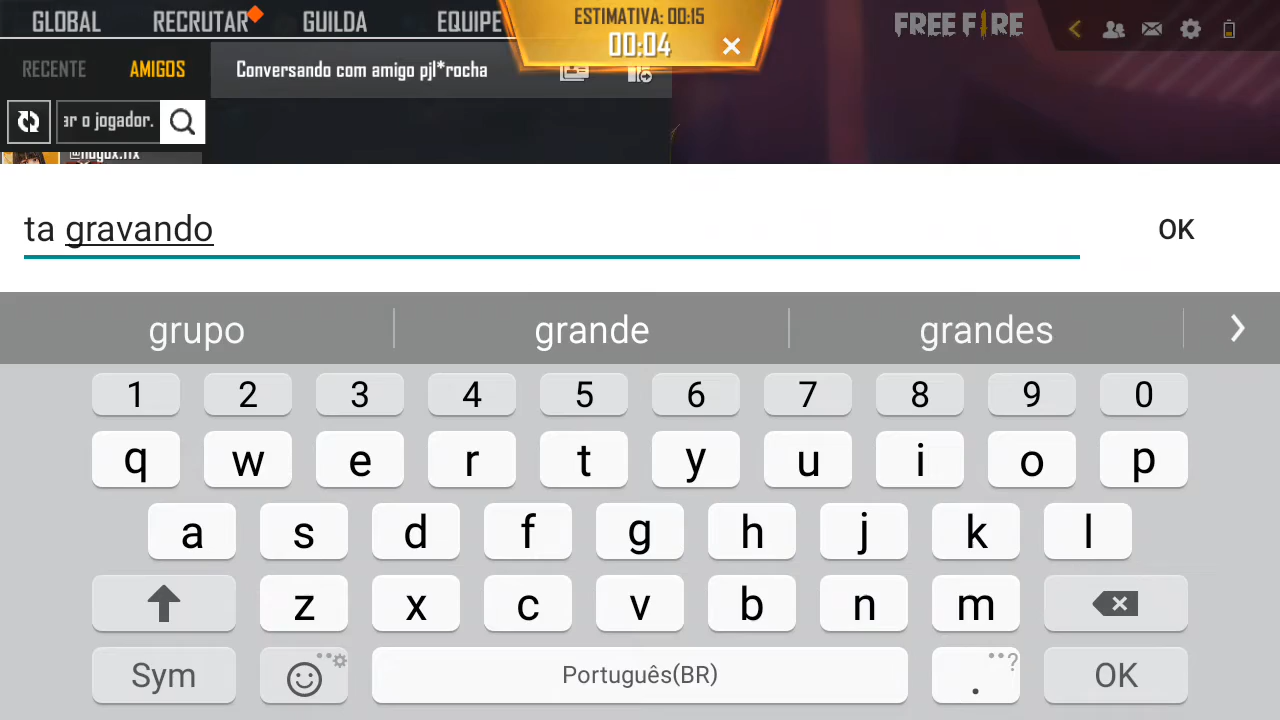 GLOBAL RECRUTAR GUILDA EQUIPE
ESTIMATIVA: 00:15
00:04
FREE FIRE
RECENTE AMIGOS Conversando com amigo pjl*rocha
ar o jogador.
ta gravando OK
grupo grande grandes
1 2 3 4 5 6 7 8 9 0
q w e r t y u i o p
a s d f g h j k l
z x c v b n m
Sym Português(BR) . ? OK